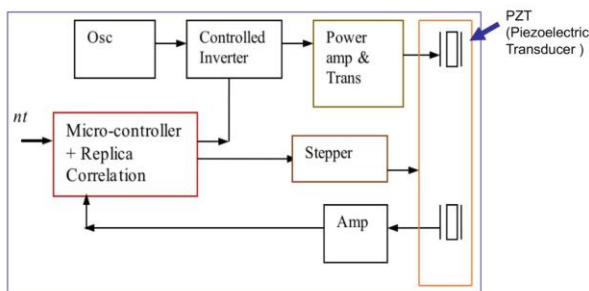 PZT
(Piezoelectric
Transducer )
Osc
Controlled
Inverter
Power
amp &
Trans
nt
Micro-controller
+ Replica
Correlation
Stepper
Amp